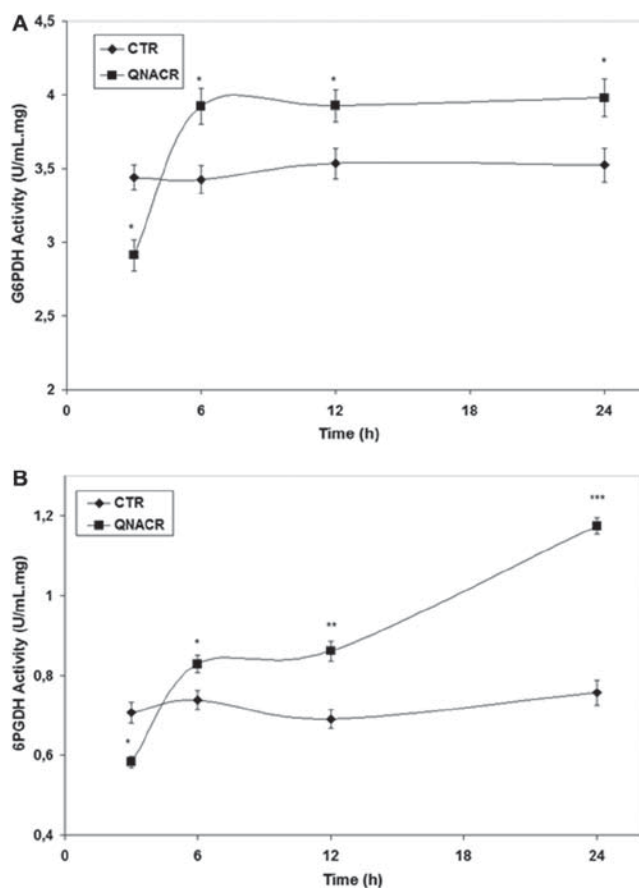 A
CTR
QNACR
G6PDH Activity (U/mL.mg)
4,5
4
3,5
3
2,5
2
*
*
*
*
0
6
12
18
24
Time (h)
B
CTR
QNACR
6PGDH Activity (U/mL.mg)
1,2
1
0,8
0,6
0,4
*
*
**
***
0
6
12
18
24
Time (h)